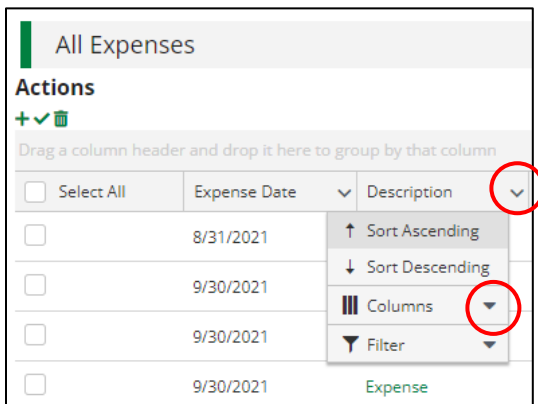 All Expenses
Actions
Drag a column header and drop it here to group by that column
Select All Expense Date Description
8/31/2021 Sort Ascending
Sort Descending
9/30/2021
Columns
9/30/2021 Filter
9/30/2021 Expense